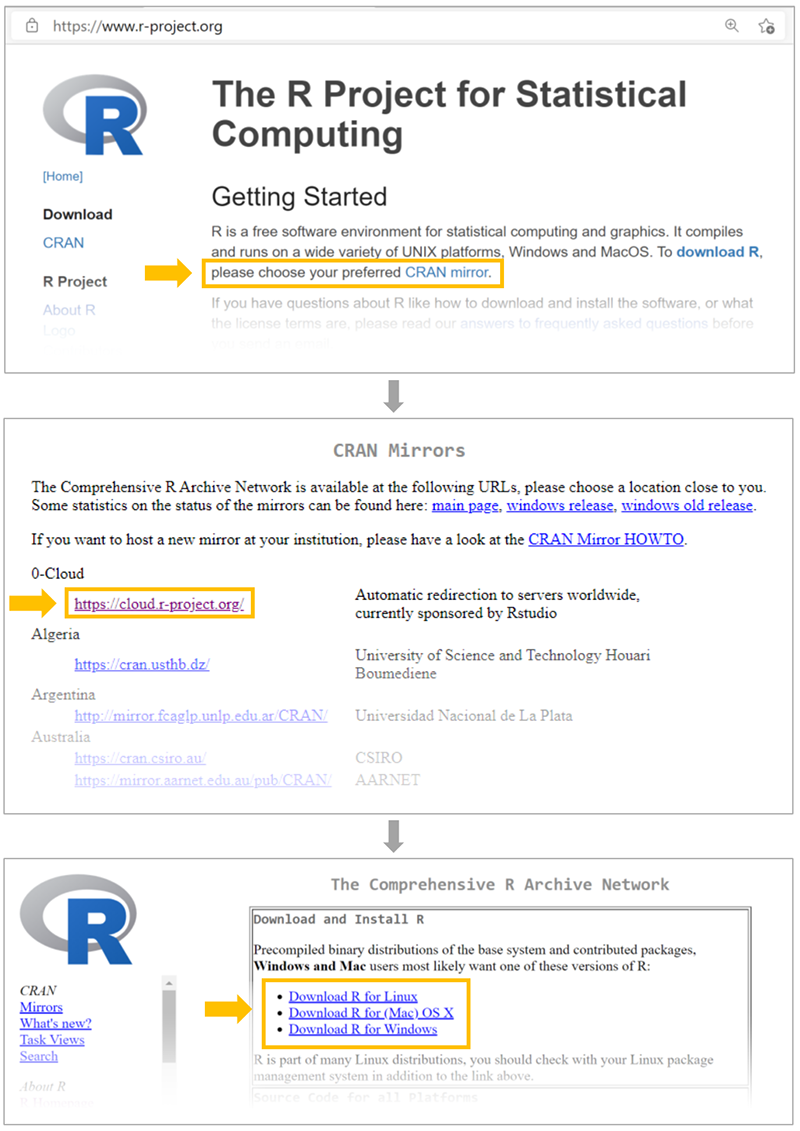 https://www.r-project.org
R
The R Project for Statistical
Computing
[Home]
Download
CRAN
R Project
About R
Logo
Getting Started
R is a free software environment for statistical computing and graphics. It compiles
and runs on a wide variety of UNIX platforms, Windows and MacOS. To download R,
please choose your preferred CRAN mirror.
If you have questions about R like how to download and install the software, or what
the license terms are, please read our answers to frequently asked questions before
you send an email.
CRAN Mirrors
The Comprehensive R Archive Network is available at the following URLs, please choose a location close to you.
Some statistics on the status of the mirrors can be found here: main page, windows release, windows old release.
If you want to host a new mirror at your institution, please have a look at the CRAN Mirror HOWTO.
0-Cloud
https://cloud.r-project.org/
Automatic redirection to servers worldwide,
currently sponsored by Rstudio
Algeria
https://cran.usthb.dz/
University of Science and Technology Houari
Boumediene
Argentina
http://mirror.fcaglp.unlp.edu.ar/CRAN/
Universidad Nacional de La Plata
Australia
https://cran.csiro.au/
CSIRO
https://mirror.aarnet.edu.au/pub/CRAN/
AARNET
R
CRAN
Mirrors
What's new?
Task Views
Search
About R
R Homepage
The Comprehensive R Archive Network
Download and Install R
Precompiled binary distributions of the base system and contributed packages,
Windows and Mac users most likely want one of these versions of R:
Download R for Linux
Download R for (Mac) OS X
Download R for Windows
R is part of many Linux distributions, you should check with your Linux package
management system in addition to the link above.
Source Code for all Platforms